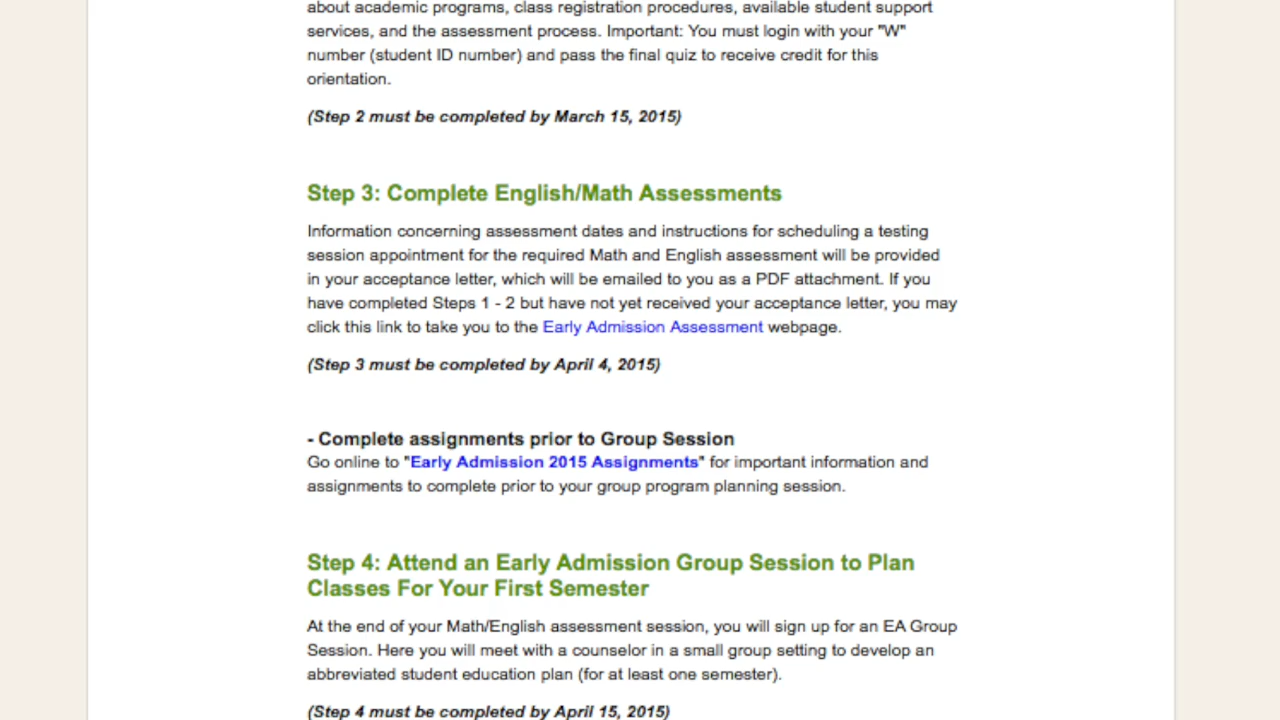 about academic programs, class registration procedures, available student support
services, and the assessment process. Important: You must login with your "W"
number (student ID number) and pass the final quiz to receive credit for this
orientation.
(Step 2 must be completed by March 15, 2015)
Step 3: Complete English/Math Assessments
Information concerning assessment dates and instructions for scheduling a testing
session appointment for the required Math and English assessment will be provided
in your acceptance letter, which will be emailed to you as a PDF attachment. If you
have completed Steps 1 - 2 but have not yet received your acceptance letter, you may
click this link to take you to the Early Admission Assessment webpage.
(Step 3 must be completed by April 4, 2015)
- Complete assignments prior to Group Session
Go online to "Early Admission 2015 Assignments" for important information and
assignments to complete prior to your group program planning session.
Step 4: Attend an Early Admission Group Session to Plan
Classes For Your First Semester
At the end of your Math/English assessment session, you will sign up for an EA Group
Session. Here you will meet with a counselor in a small group setting to develop an
abbreviated student education plan (for at least one semester).
(Step 4 must be completed by April 15, 2015)